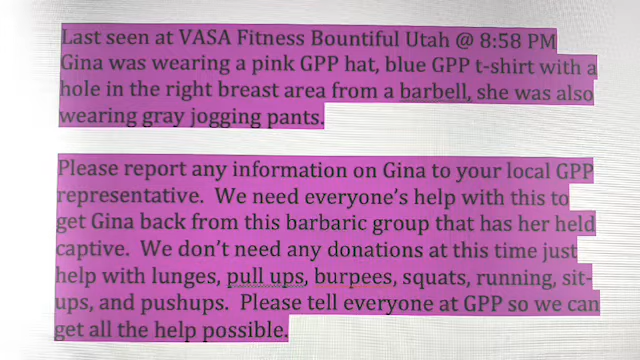 Last seen at VASA Fitness Bountiful Utah @ 8:58 PM
Gina was wearing a pink GPP hat, blue GPP t-shirt with a
hole in the right breast area from a barbell, she was also
wearing gray jogging pants.
Please report any information on Gina to your local GPP
representative.  We need everyone's help with this to
get Gina back from this barbaric group that has her held
captive.  We don't need any donations at this time just
help with lunges, pull ups, burpees, squats, running, sit-
ups, and pushups.  Please tell everyone at GPP so we can
get all the help possible.